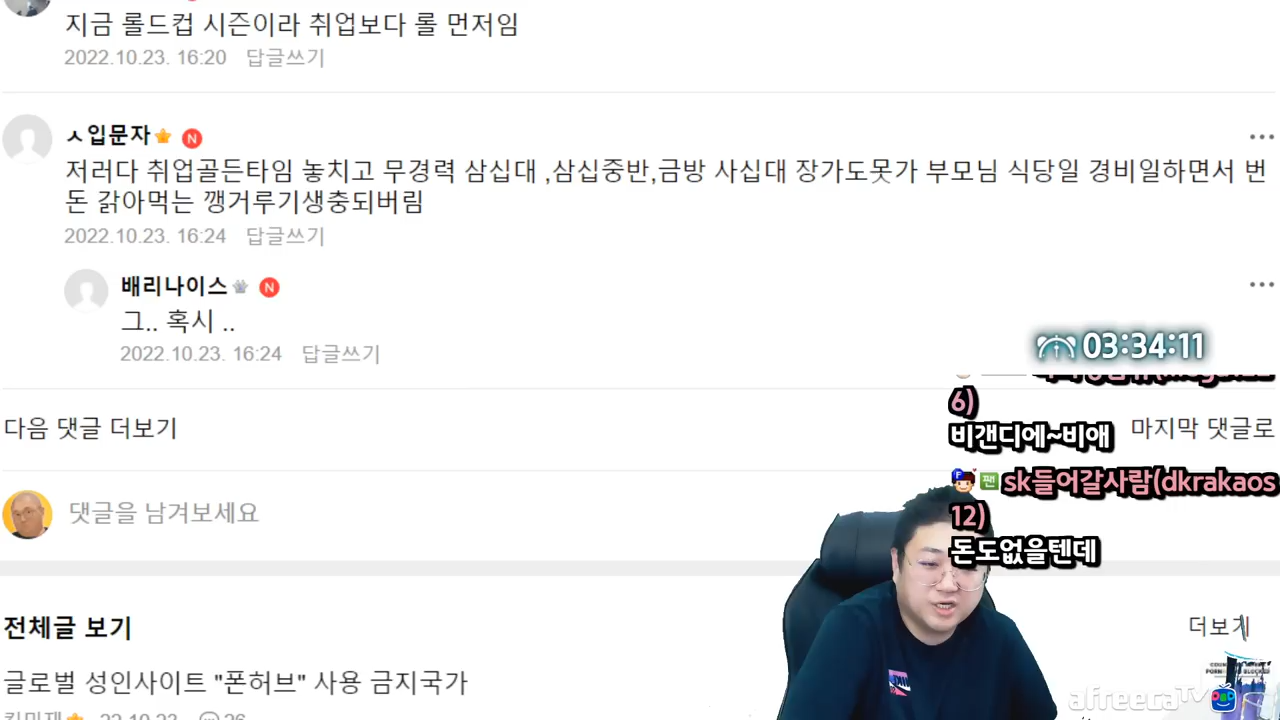 지금 롤드컵 시즌이라 취업보다 롤 먼저임
2022.10.23. 16:20 답글쓰기
ㅅ입문자 N
저러다 취업골든타임 놓치고 무경력 삼십대 ,삼십중반,금방 사십대 장가도못가 부모님 식당일 경비일하면서 번
돈 갉아먹는 깽거루기생충되버림
2022.10.23. 16:24 답글쓰기
배리나이스 N
그.. 혹시 ..
2022.10.23. 16:24 답글쓰기
03:34:11
6)
비갠디에~비애
다음 댓글 더보기
마지막 댓글로
팬 sk들어갈사람(dkrakaos
12)
돈도없을텐데
댓글을 남겨보세요
전체글 보기
더보기
글로벌 성인사이트 "폰허브" 사용 금지국가
afreecaTV